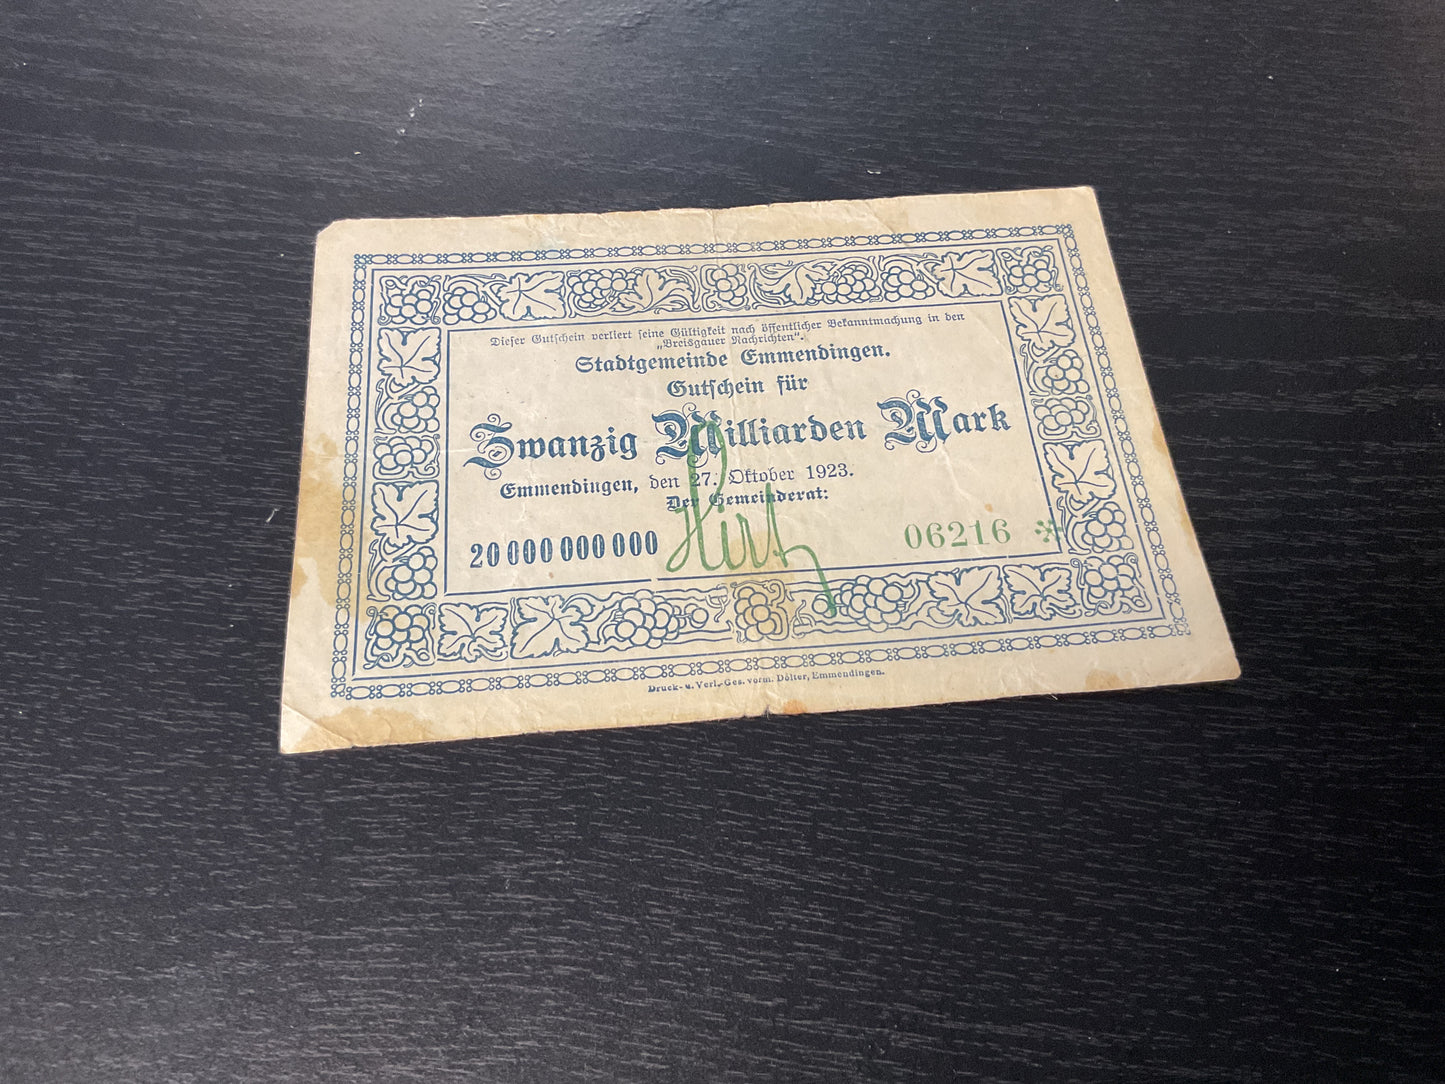 Dieser Gutschein verliert seine Gültigkeit nach öffentlicher Bekanntmachung in den
„Breisgauer Nachrichten".
Stadtgemeinde Emmendingen.
Gutschein für
Zwanzig Milliarden Mark
Emmendingen, den 27. Oktober 1923.
Der Gemeinderat:
20 000 000 000
Hirt
06216 ※
Druck- u. Verl.-Ges. vorm. Dölter, Emmendingen.